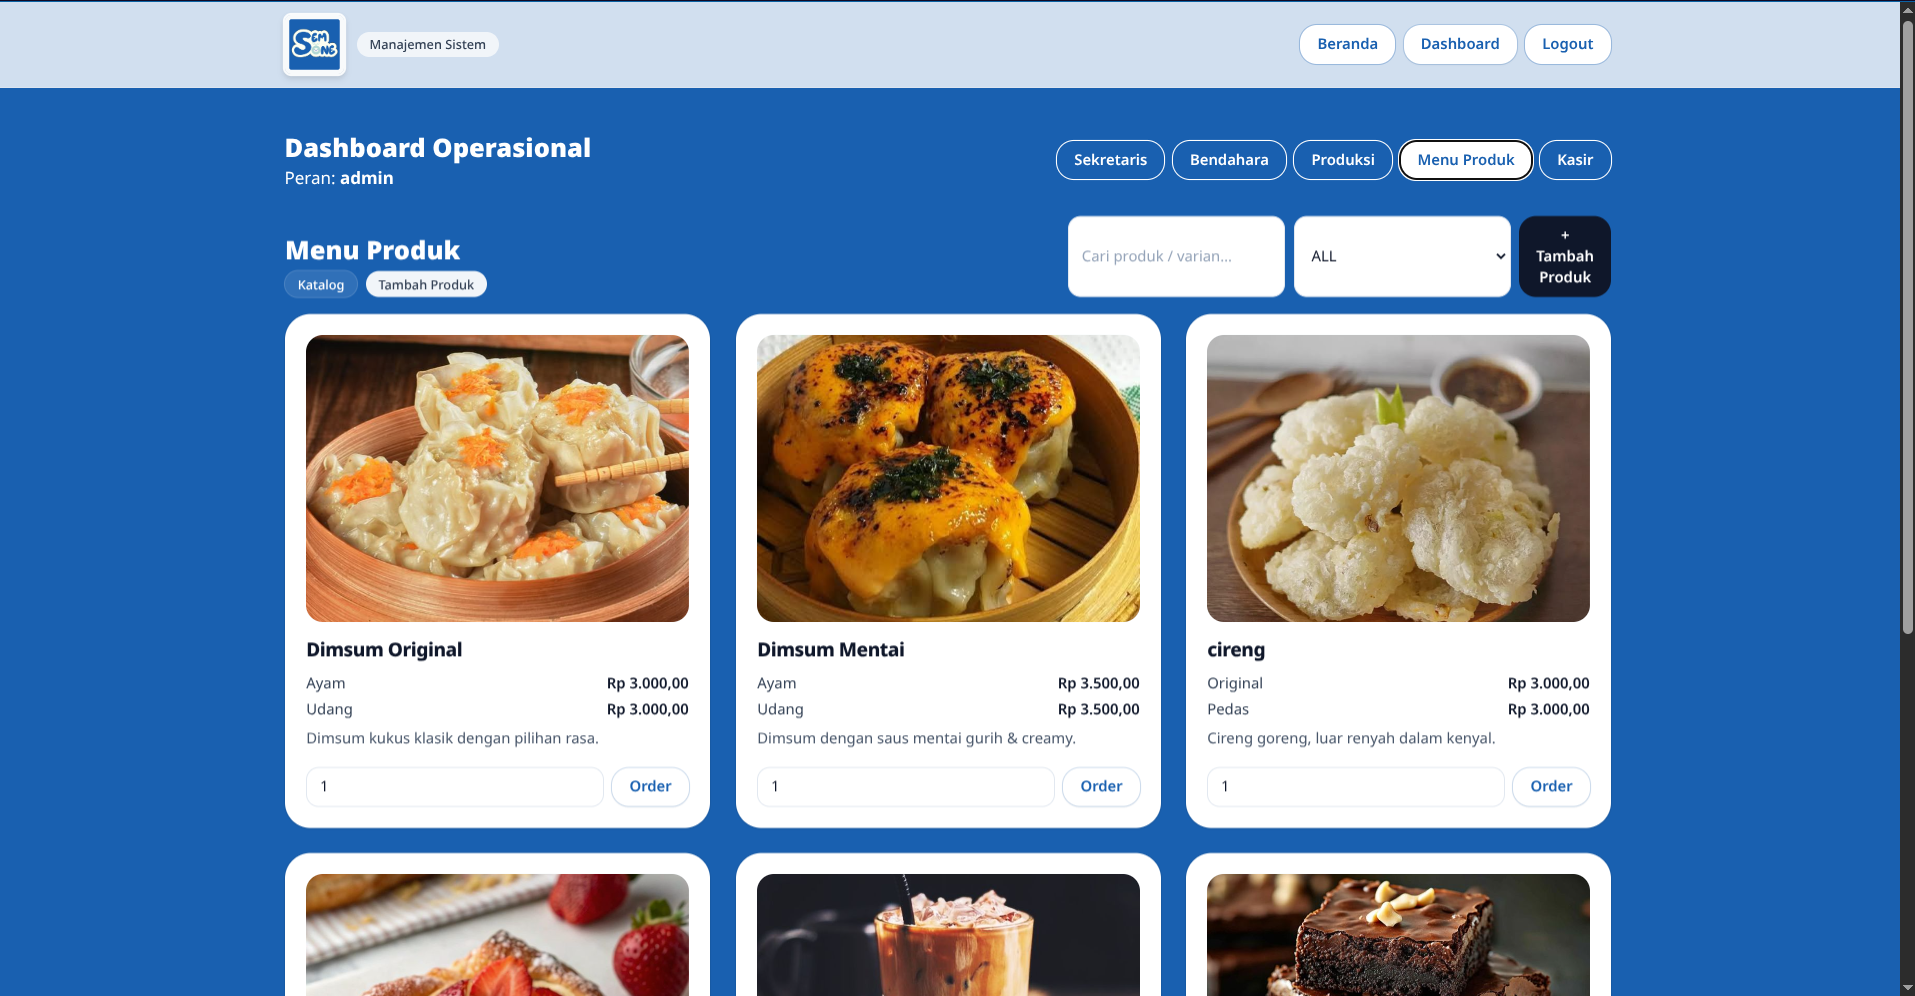 SEM
ONE
Manajemen Sistem
Beranda
Dashboard
Logout
Dashboard Operasional
Peran: admin
Sekretaris
Bendahara
Produksi
Menu Produk
Kasir
Menu Produk
Katalog
Tambah Produk
Cari produk / varian...
ALL
+
Tambah
Produk
Dimsum Original
Ayam Rp 3.000,00
Udang Rp 3.000,00
Dimsum kukus klasik dengan pilihan rasa.
1
Order
Dimsum Mentai
Ayam Rp 3.500,00
Udang Rp 3.500,00
Dimsum dengan saus mentai gurih & creamy.
1
Order
cireng
Original Rp 3.000,00
Pedas Rp 3.000,00
Cireng goreng, luar renyah dalam kenyal.
1
Order